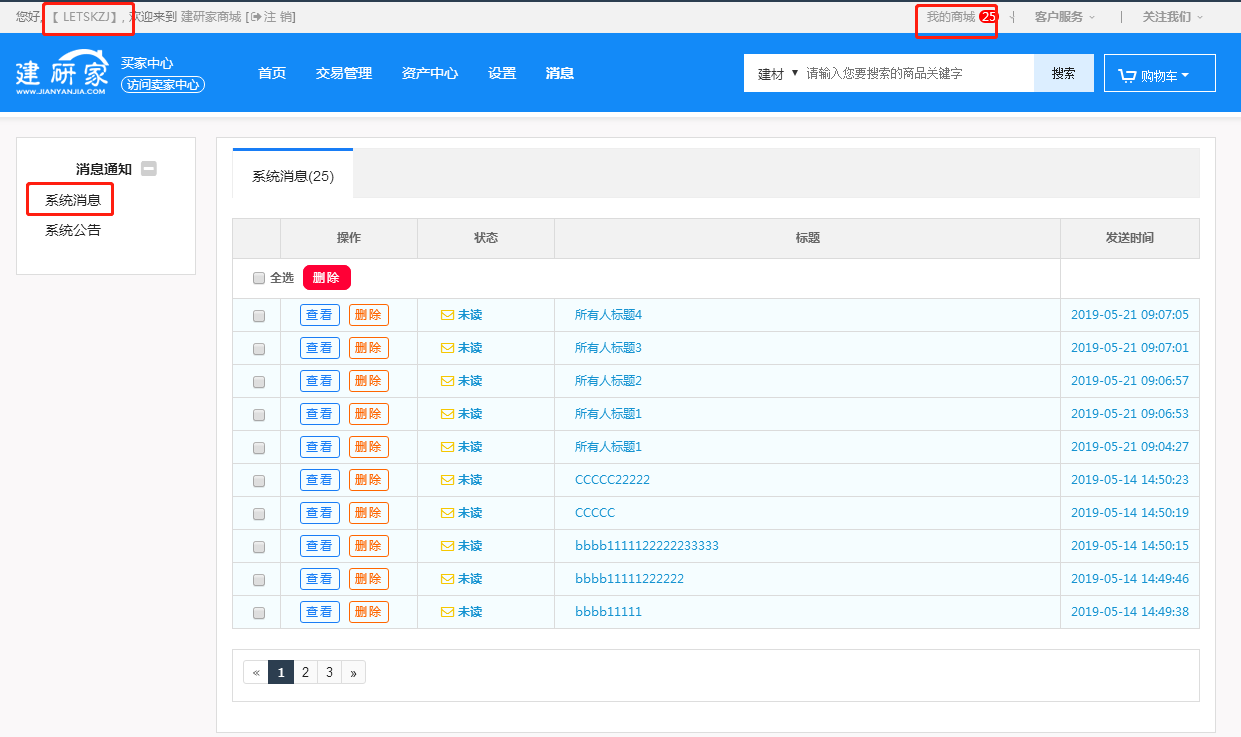 您好,【 LETSKZJ】, 欢迎来到 建研家商城 [注 销]
我的商城 25
客户服务
关注我们
建研家
WWW.JIANYANJIA.COM
买家中心
访问卖家中心
首页 交易管理 资产中心 设置 消息
建材 ▼ 请输入您要搜索的商品关键字 搜索
购物车
消息通知
系统消息
系统公告
系统消息(25)
操作 状态 标题 发送时间
全选 删除
查看 删除 未读 所有人标题4 2019-05-21 09:07:05
查看 删除 未读 所有人标题3 2019-05-21 09:07:01
查看 删除 未读 所有人标题2 2019-05-21 09:06:57
查看 删除 未读 所有人标题1 2019-05-21 09:06:53
查看 删除 未读 所有人标题1 2019-05-21 09:04:27
查看 删除 未读 CCCCC22222 2019-05-14 14:50:23
查看 删除 未读 CCCCC 2019-05-14 14:50:19
查看 删除 未读 bbbb1111122222233333 2019-05-14 14:50:15
查看 删除 未读 bbbb11111222222 2019-05-14 14:49:46
查看 删除 未读 bbbb11111 2019-05-14 14:49:38
« 1 2 3 »